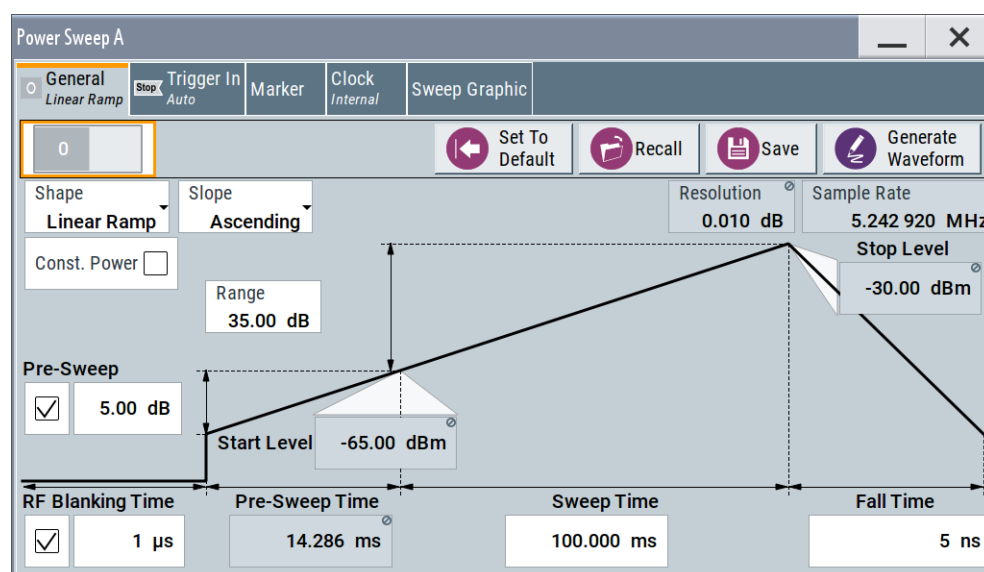 Power Sweep A
General
Linear Ramp
Stop
Trigger In
Auto
Marker
Clock
Internal
Sweep Graphic
0
Set To
Default
Recall
Save
Generate
Waveform
Shape
Linear Ramp
Slope
Ascending
Resolution
0.010 dB
Sample Rate
5.242 920 MHz
Const. Power
Stop Level
-30.00 dBm
Range
35.00 dB
Pre-Sweep
5.00 dB
Start Level
-65.00 dBm
RF Blanking Time
Pre-Sweep Time
Sweep Time
Fall Time
1 µs
14.286 ms
100.000 ms
5 ns